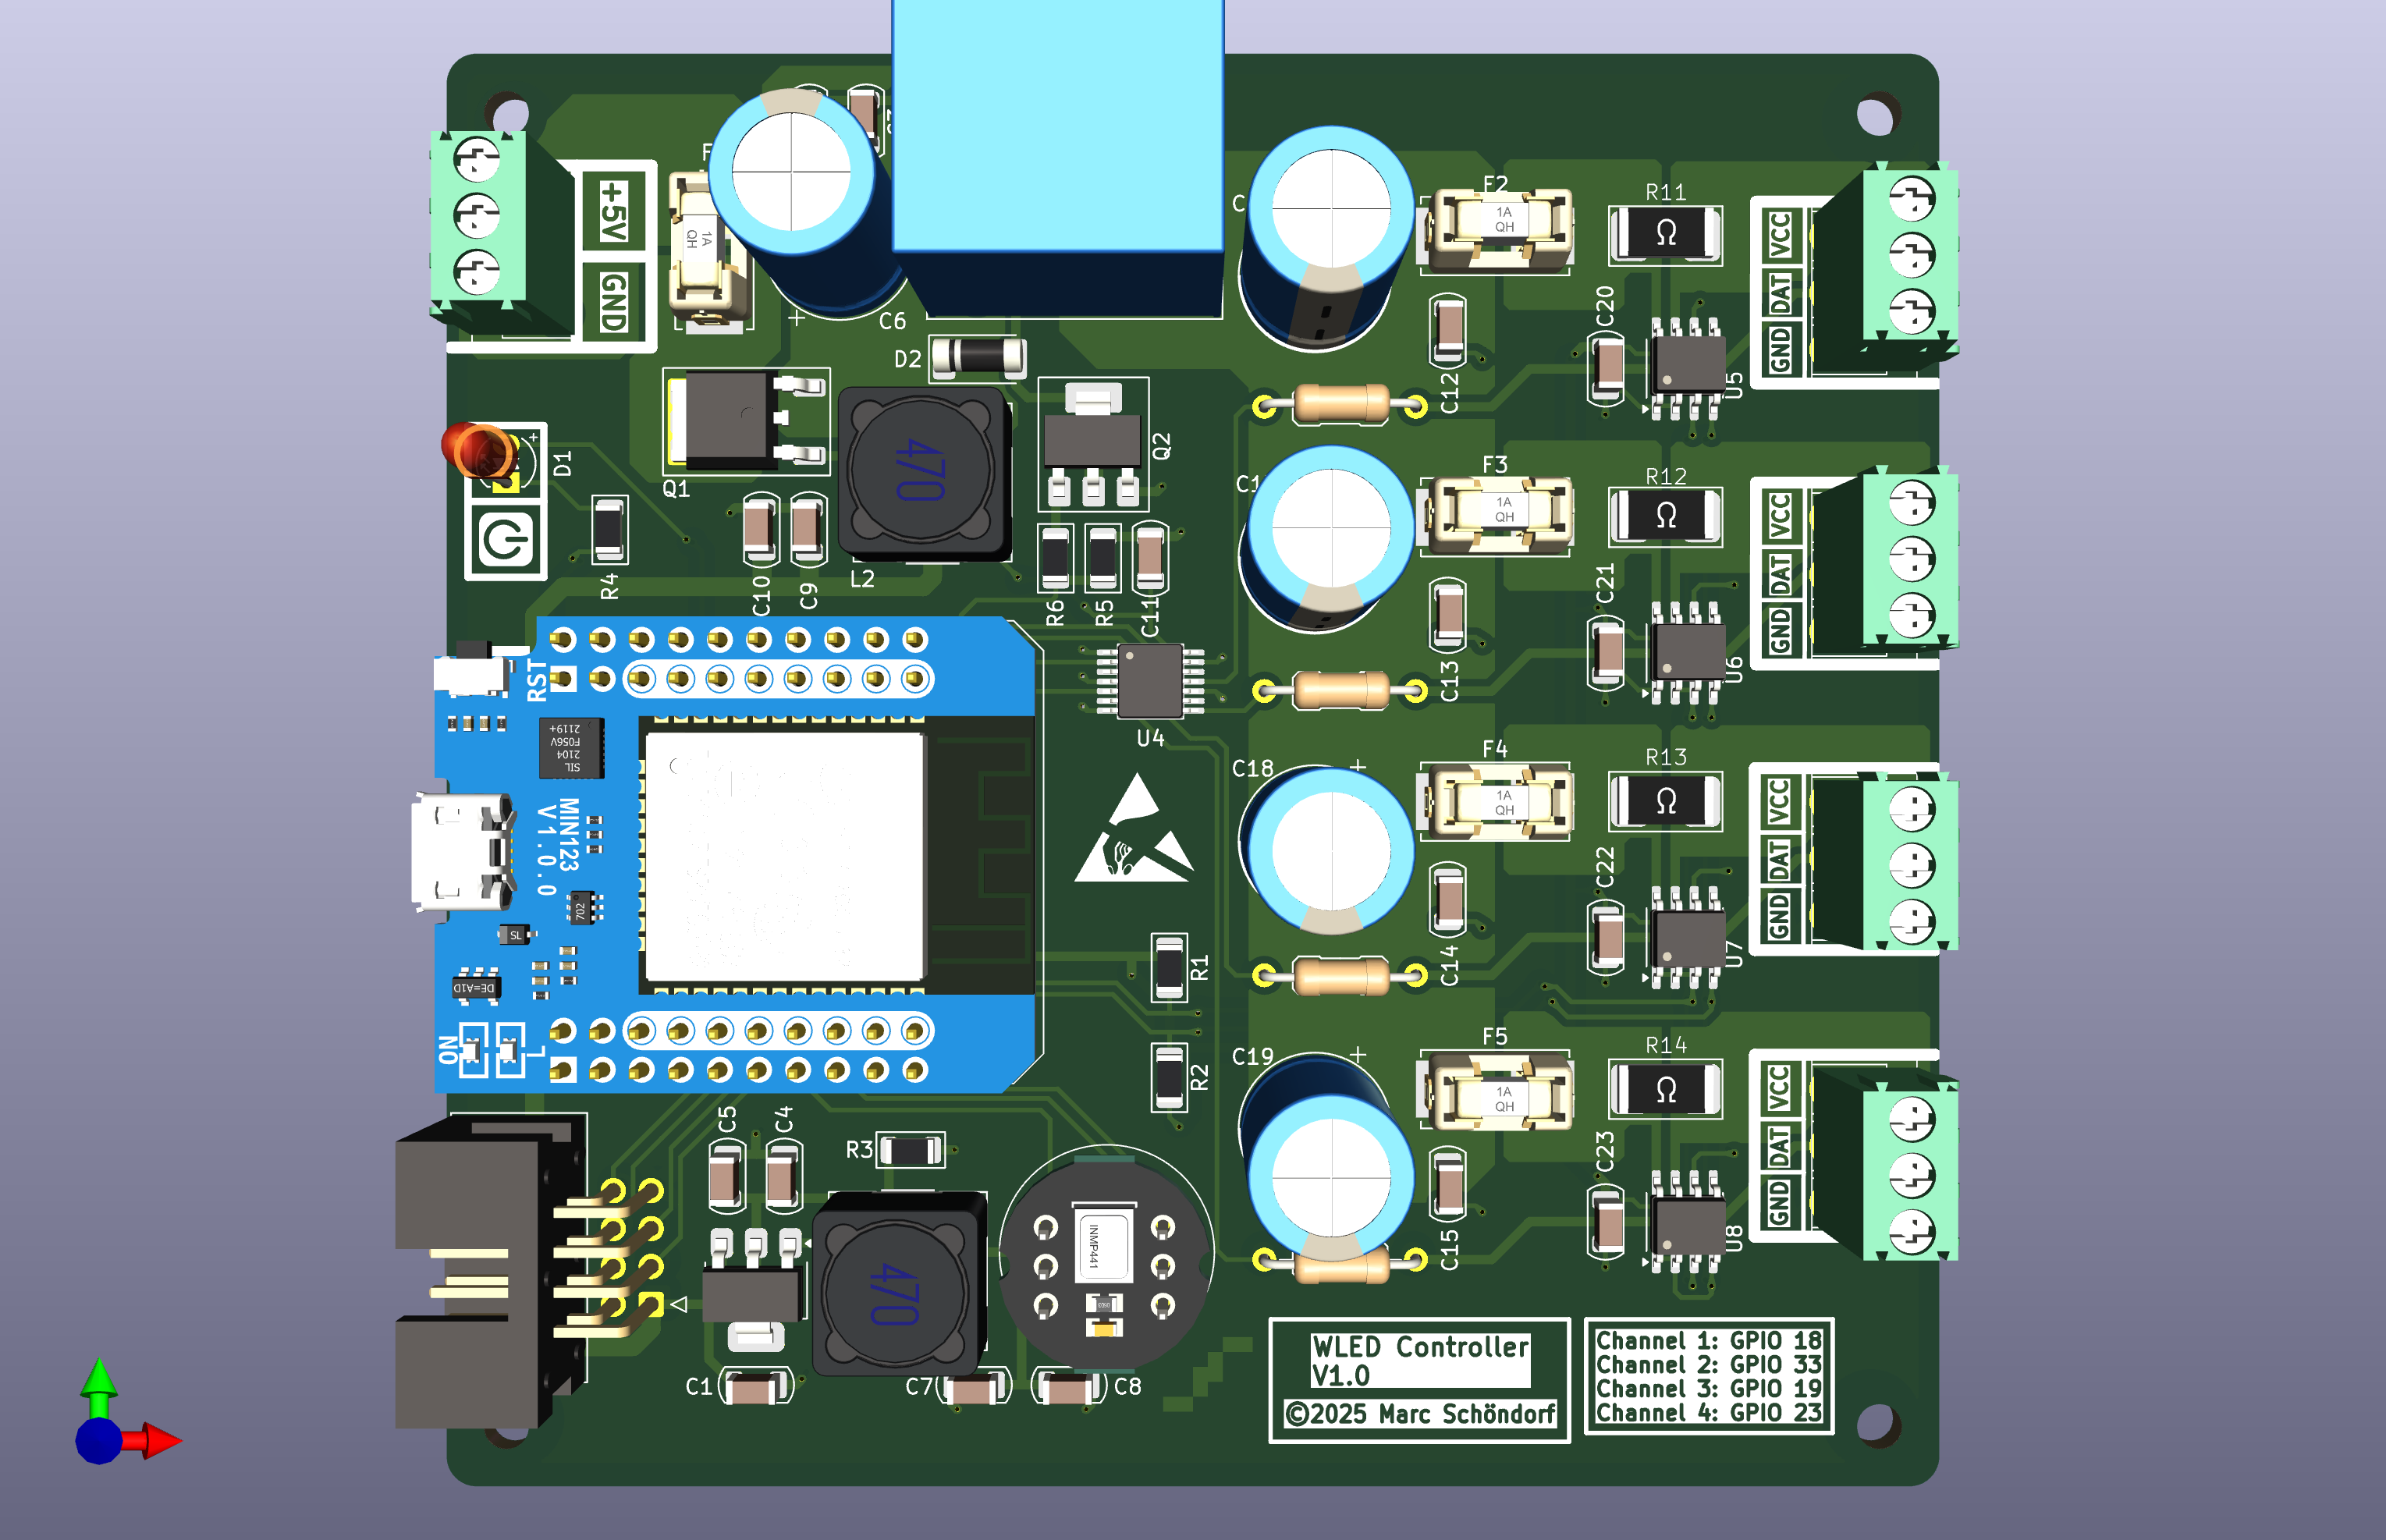 F
+5V
GND
1A
QH
C6
D2
Q1
D1
R4
C10
C9
470
L2
Q2
R6
R5
C11
U4
C
F2
1A
QH
R11
Ω
VCC
DAT
GND
C20
C12
U5
C1
F3
1A
QH
R12
Ω
VCC
DAT
GND
C21
C13
U6
C18
F4
1A
QH
R13
Ω
VCC
DAT
GND
C22
C14
U7
C19
F5
1A
QH
R14
Ω
VCC
DAT
GND
C23
C15
U8
RST
SIL
2104
F056V
2119+
MIN123
V1.0.0
702
SL
DE=A1D
ON
L
R1
R2
C5
C4
R3
470
INMP441
C1
C7
C8
WLED Controller
V1.0
©2025 Marc Schöndorf
Channel 1: GPIO 18
Channel 2: GPIO 33
Channel 3: GPIO 19
Channel 4: GPIO 23